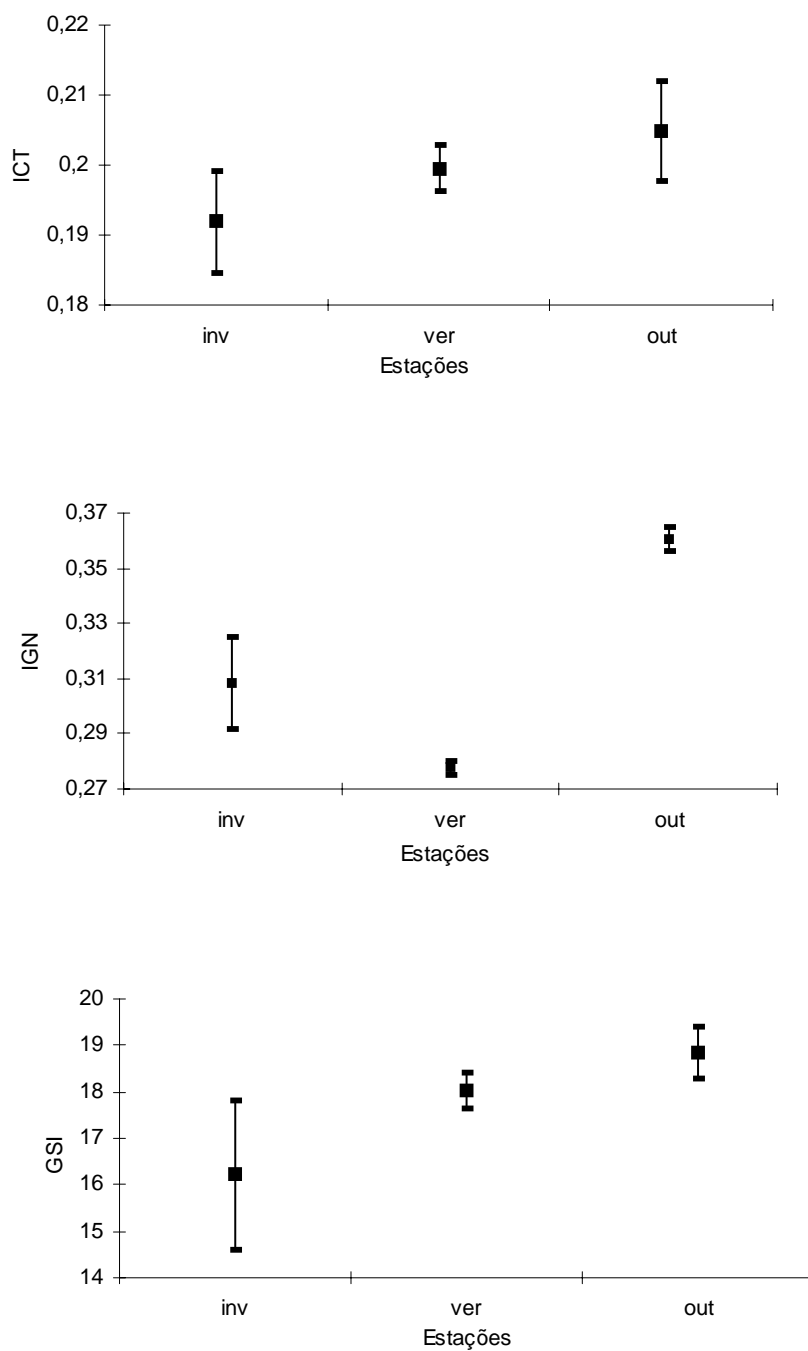 0,22
0,21
0,2
0,19
0,18
ICT
inv ver out
Estações
0,37
0,35
0,33
0,31
0,29
0,27
IGN
inv ver out
Estações
20
19
18
17
16
15
14
GSI
inv ver out
Estações